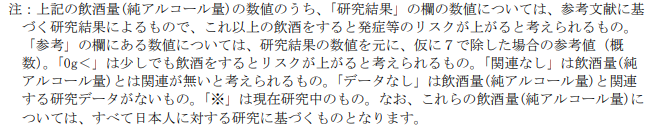 注：上記の飲酒量(純アルコール量)の数値のうち、「研究結果」の欄の数値については、参考文献に基づ
く研究結果によるもので、これ以上の飲酒をすると発症等のリスクが上がると考えられるもの。
「参考」の欄にある数値については、研究結果の数値を元に、仮に７で除した場合の参考値（概
数）。「0g＜」は少しでも飲酒をするとリスクが上がると考えられるもの。「関連なし」は飲酒量(純
アルコール量)とは関連が無いと考えられるもの。「データなし」は飲酒量(純アルコール量)と関連
する研究データがないもの。「※」は現在研究中のもの。なお、これらの飲酒量(純アルコール量)に
ついては、すべて日本人に対する研究に基づくものとなります。